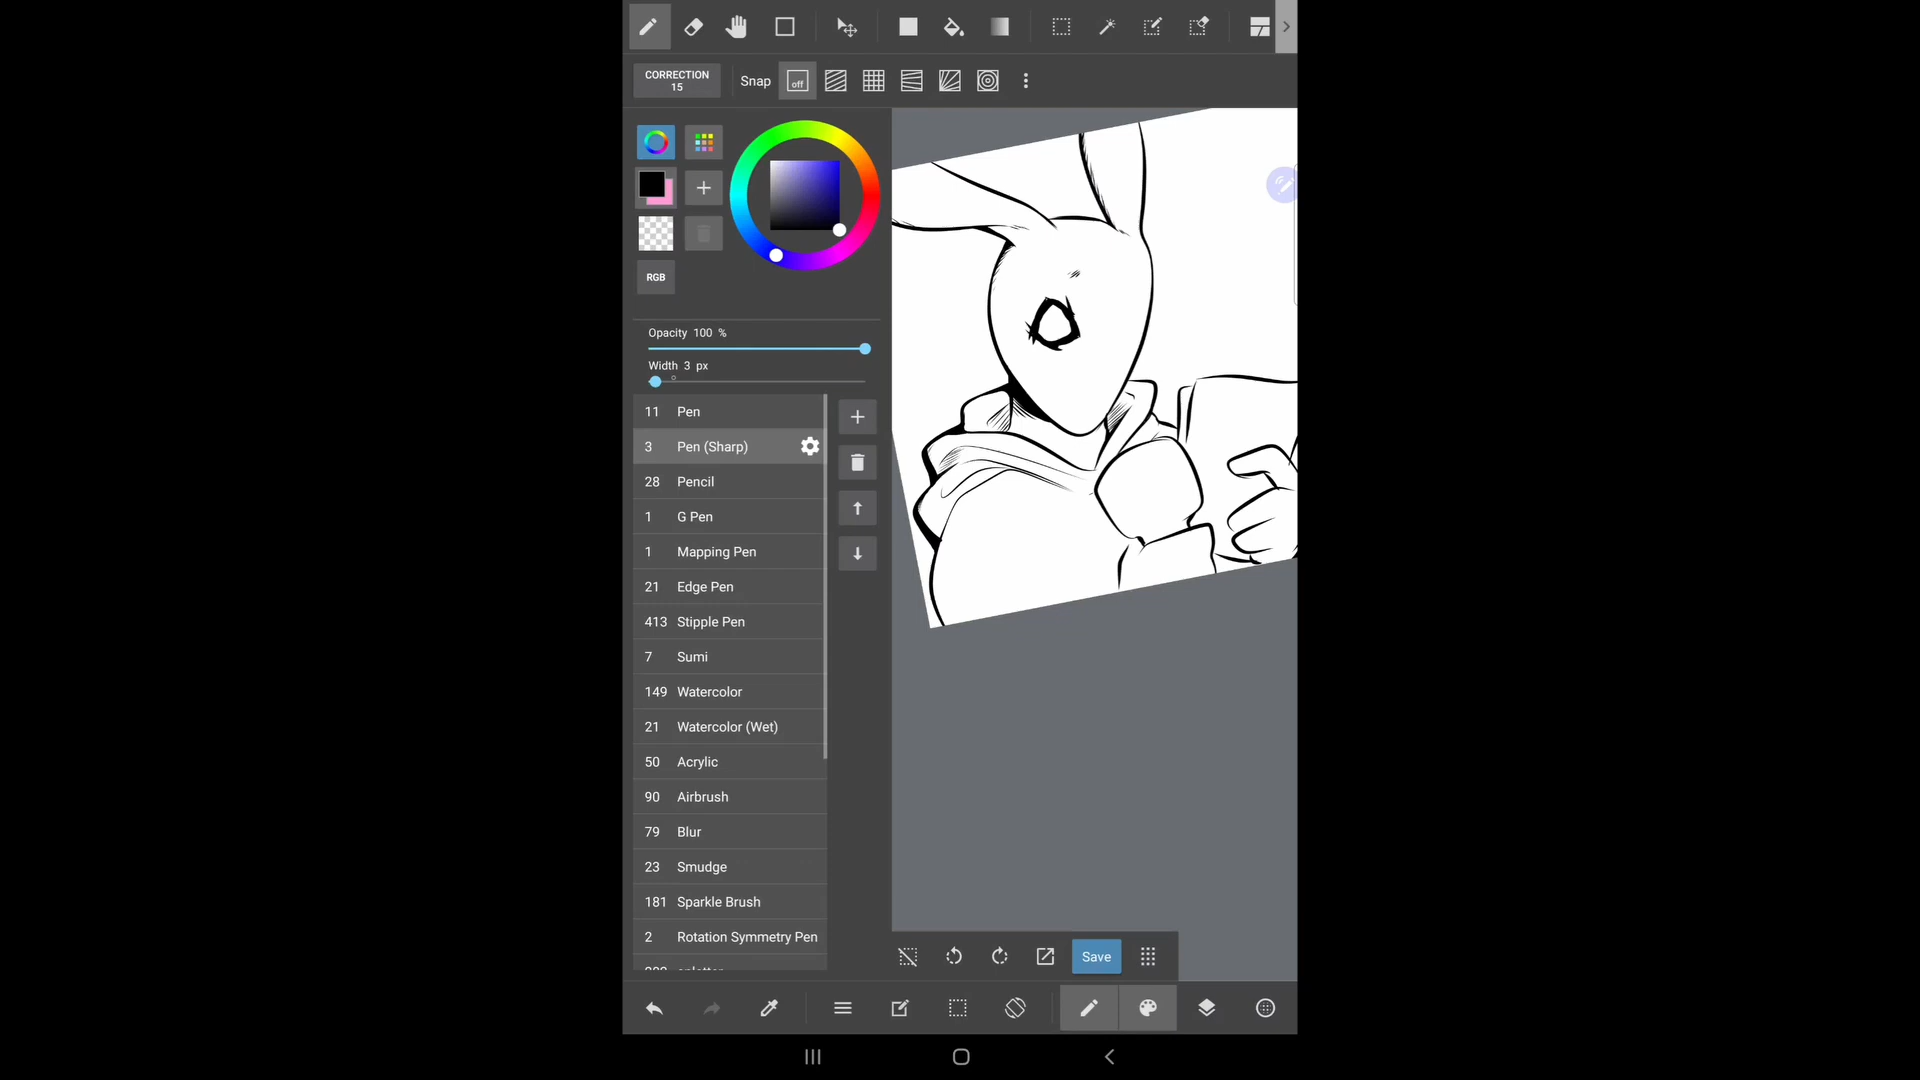 CORRECTION
15
Snap
off
RGB
Opacity 100 %
Width 3 px
11 Pen
3 Pen (Sharp)
28 Pencil
1 G Pen
1 Mapping Pen
21 Edge Pen
413 Stipple Pen
7 Sumi
149 Watercolor
21 Watercolor (Wet)
50 Acrylic
90 Airbrush
79 Blur
23 Smudge
181 Sparkle Brush
2 Rotation Symmetry Pen
Save